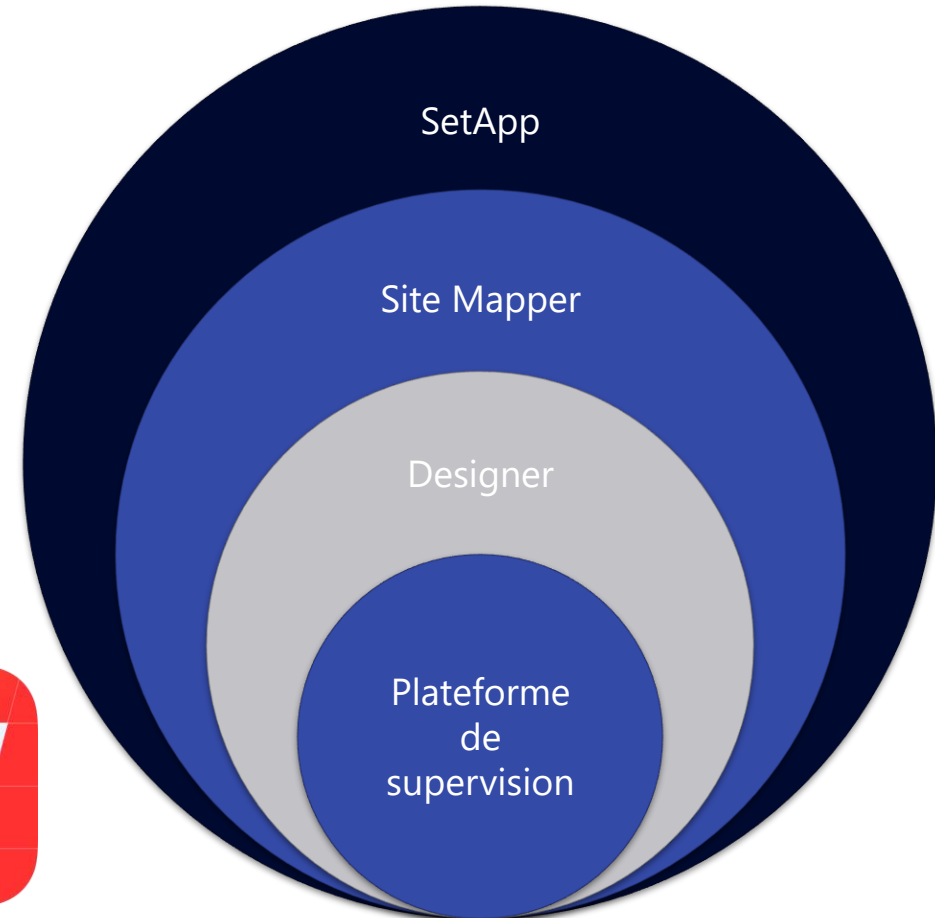 SetApp
Site Mapper
Designer
Plateforme
de
supervision